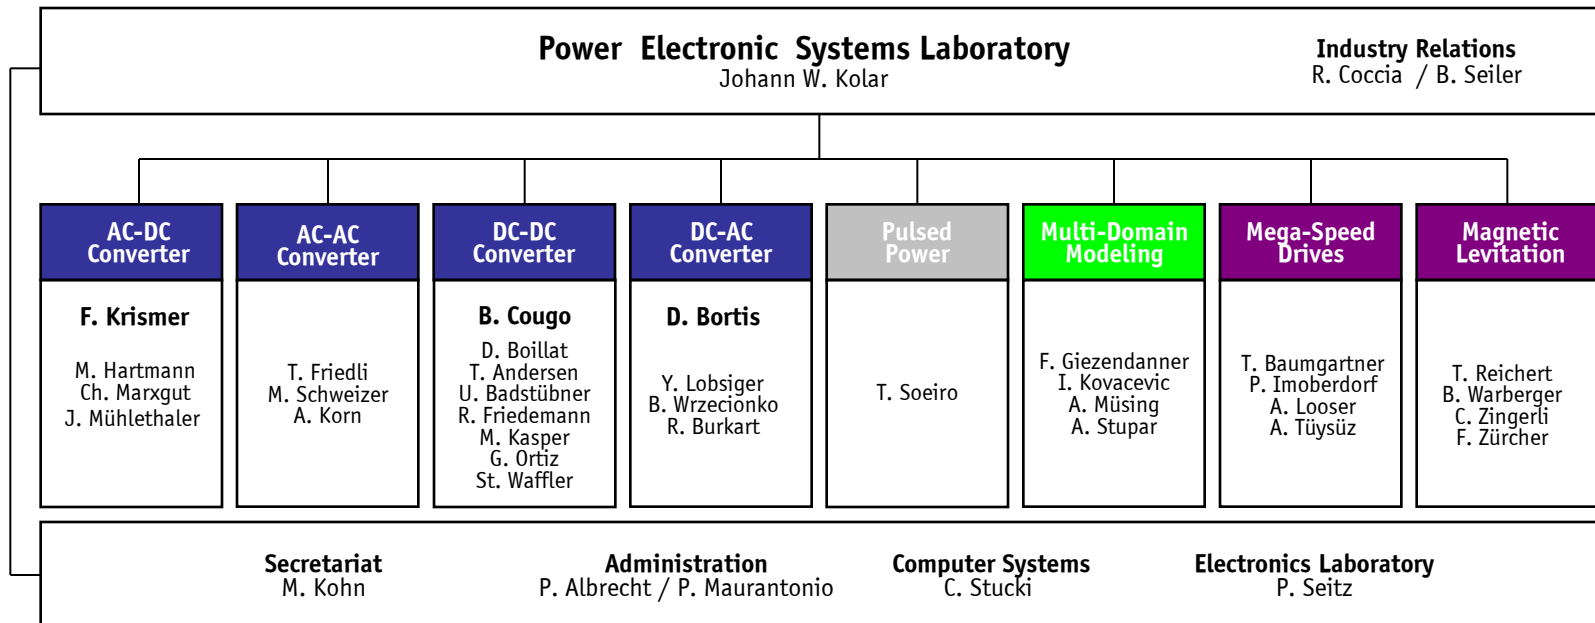 Power Electronic Systems Laboratory
Johann W. Kolar
Industry Relations
R. Coccia / B. Seiler
AC-DC
Converter
F. Krismer
M. Hartmann
Ch. Marxgut
J. Mühlethaler
AC-AC
Converter
T. Friedli
M. Schweizer
A. Korn
DC-DC
Converter
B. Cougo
D. Boillat
T. Andersen
U. Badstübner
R. Friedemann
M. Kasper
G. Ortiz
St. Waffler
DC-AC
Converter
D. Bortis
Y. Lobsiger
B. Wrzecionko
R. Burkart
Pulsed
Power
T. Soeiro
Multi-Domain
Modeling
F. Giezendanner
I. Kovacevic
A. Müsing
A. Stupar
Mega-Speed
Drives
T. Baumgartner
P. Imoberdorf
A. Looser
A. Tüysüz
Magnetic
Levitation
T. Reichert
B. Warberger
C. Zingerli
F. Zürcher
Secretariat
M. Kohn
Administration
P. Albrecht / P. Maurantonio
Computer Systems
C. Stucki
Electronics Laboratory
P. Seitz